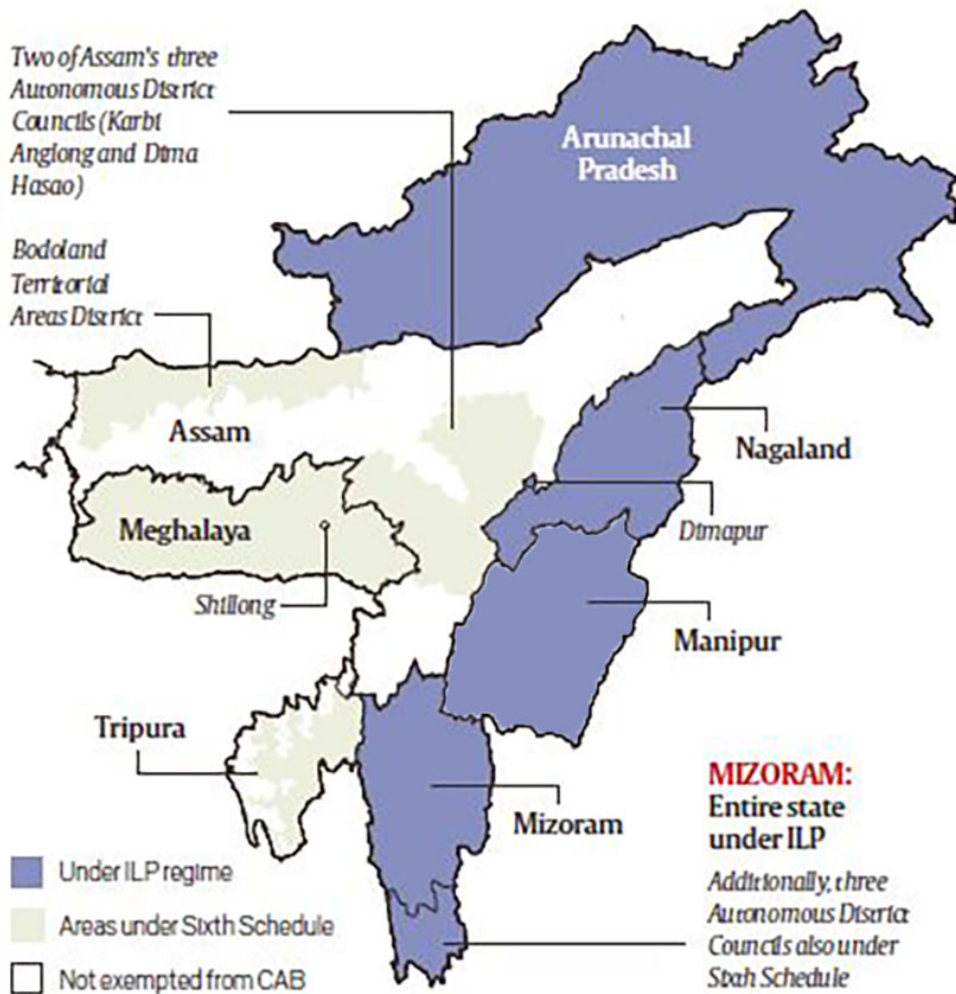 Two of Assam's three
Autonomous District
Councils (Karbi
Anglong and Dima
Hasao)
Arunachal
Pradesh
Bodoland
Territorial
Areas District
Assam
Nagaland
Meghalaya
Dimapur
Shillong
Manipur
Tripura
Mizoram
MIZORAM:
Entire state
under ILP
Additionally, three
Autonomous District
Councils also under
Sixth Schedule
Under ILP regime
Areas under Sixth Schedule
Not exempted from CAB